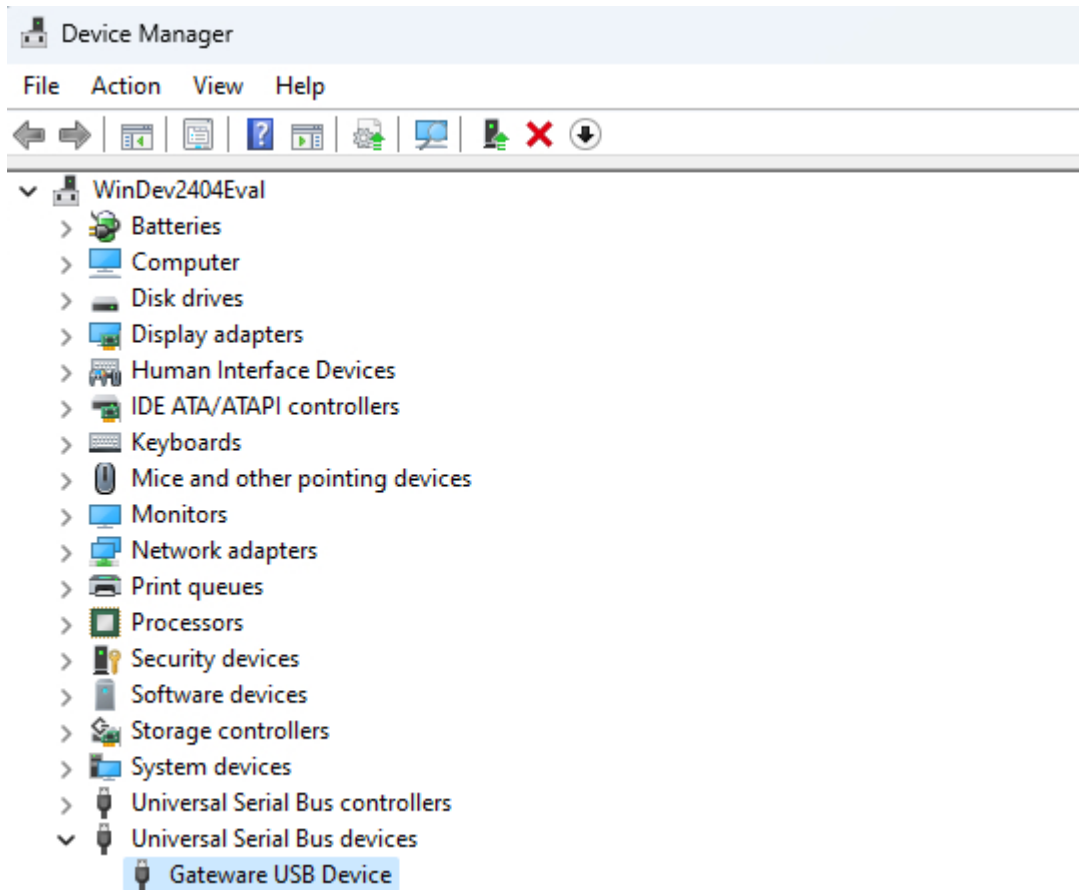 Device Manager
File Action View Help
WinDev2404Eval
Batteries
Computer
Disk drives
Display adapters
Human Interface Devices
IDE ATA/ATAPI controllers
Keyboards
Mice and other pointing devices
Monitors
Network adapters
Print queues
Processors
Security devices
Software devices
Storage controllers
System devices
Universal Serial Bus controllers
Universal Serial Bus devices
Gateware USB Device